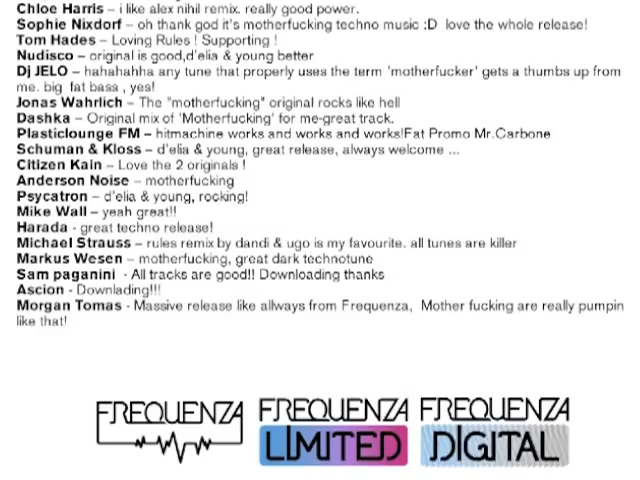 Chloe Harris – i like alex nihil remix. really good power.
Sophie Nixdorf – oh thank god it's motherfucking techno music :D  love the whole release!
Tom Hades – Loving Rules ! Supporting !
Nudisco – original is good,d'elia & young better
Dj JELO – hahahahha any tune that properly uses the term 'motherfucker' gets a thumbs up from
me. big  fat bass , yes!
Jonas Wahrlich – The "motherfucking" original rocks like hell
Dashka – Original mix of 'Motherfucking' for me-great track.
Plasticlounge FM – hitmachine works and works and works!Fat Promo Mr.Carbone
Schuman & Kloss – d'elia & young, great release, always welcome ...
Citizen Kain – Love the 2 originals !
Anderson Noise – motherfucking
Psycatron – d'elia & young, rocking!
Mike Wall – yeah great!!
Harada - great techno release!
Michael Strauss – rules remix by dandi & ugo is my favourite. all tunes are killer
Markus Wesen – motherfucking, great dark technotune
Sam paganini  - All tracks are good!! Downloading thanks
Ascion - Downlading!!!
Morgan Tomas - Massive release like allways from Frequenza,  Mother fucking are really pumpin
like that!
FREQUENZA FREQUENZA FREQUENZA
LIMITED DIGITAL